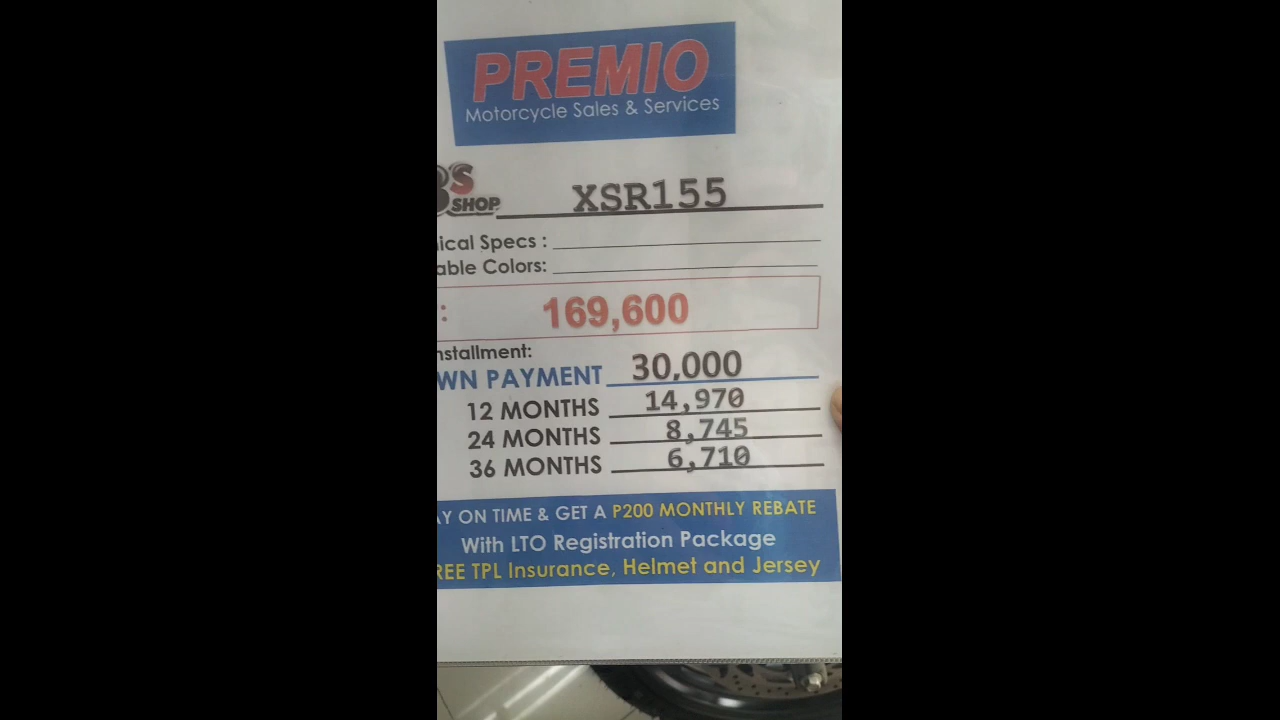 PREMIO
Motorcycle Sales & Services
3's
SHOP XSR155
ical Specs :
able Colors:
: 169,600
nstallment:
WN PAYMENT 30,000
12 MONTHS 14,970
24 MONTHS 8,745
36 MONTHS 6,710
AY ON TIME & GET A P200 MONTHLY REBATE
With LTO Registration Package
REE TPL Insurance, Helmet and Jersey